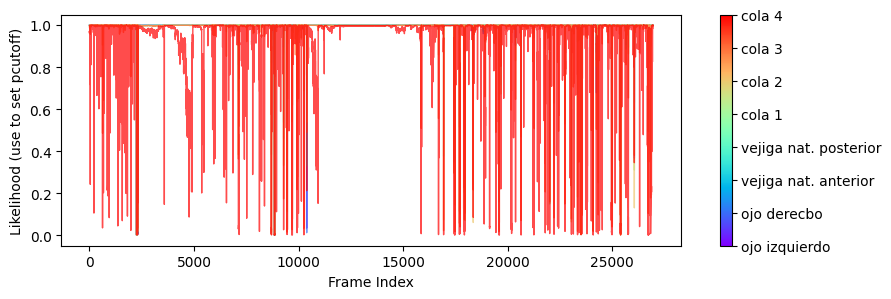 Likelihood (use to set pcutoff)
1.0
0.8
0.6
0.4
0.2
0.0
0
5000
10000
15000
20000
25000
Frame Index
cola 4
cola 3
cola 2
cola 1
vejiga nat. posterior
vejiga nat. anterior
ojo derecbo
ojo izquierdo